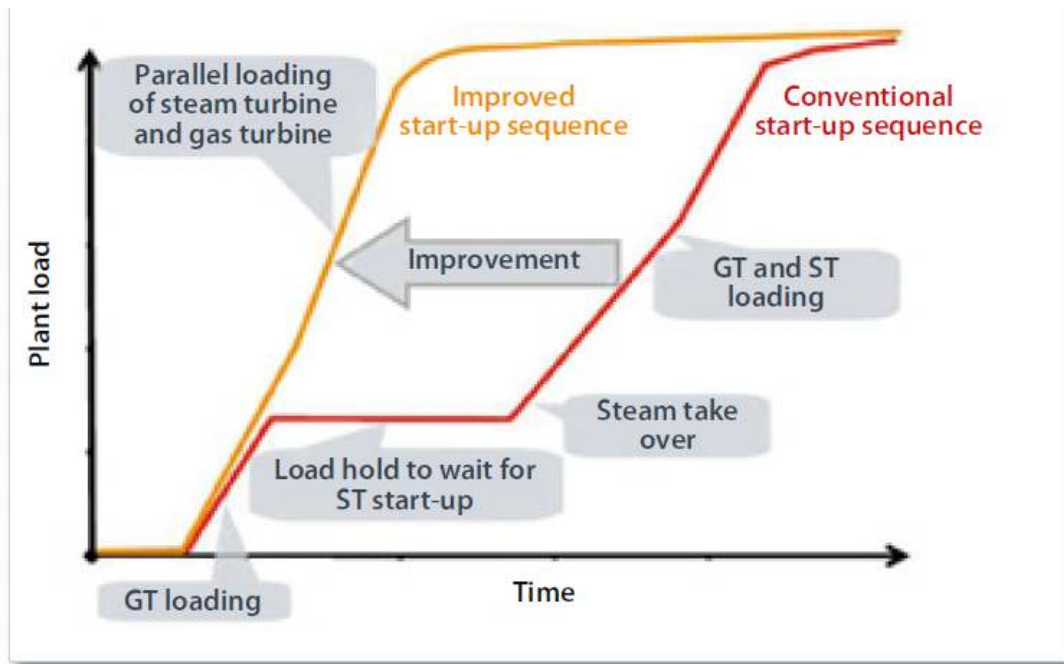 Parallel loading
of steam turbine
and gas turbine
Improved
start-up sequence
Conventional
start-up sequence
Improvement
GT and ST
loading
Plant load
Steam take
over
Load hold to wait for
ST start-up
GT loading
Time